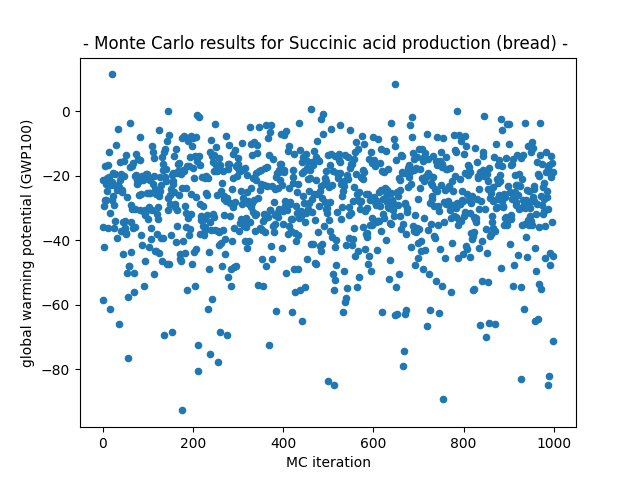 - Monte Carlo results for Succinic acid production (bread) -
global warming potential (GWP100)
0
−20
−40
−60
−80
0 200 400 600 800 1000
MC iteration